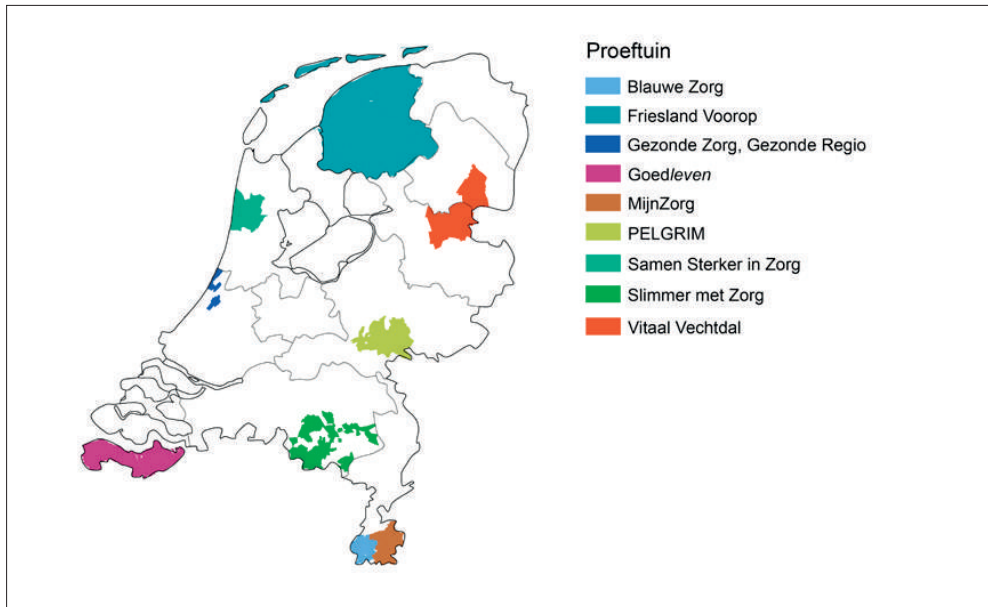 Proeftuin
Blauwe Zorg
Friesland Voorop
Gezonde Zorg, Gezonde Regio
Goedleven
MijnZorg
PELGRIM
Samen Sterker in Zorg
Slimmer met Zorg
Vitaal Vechtdal